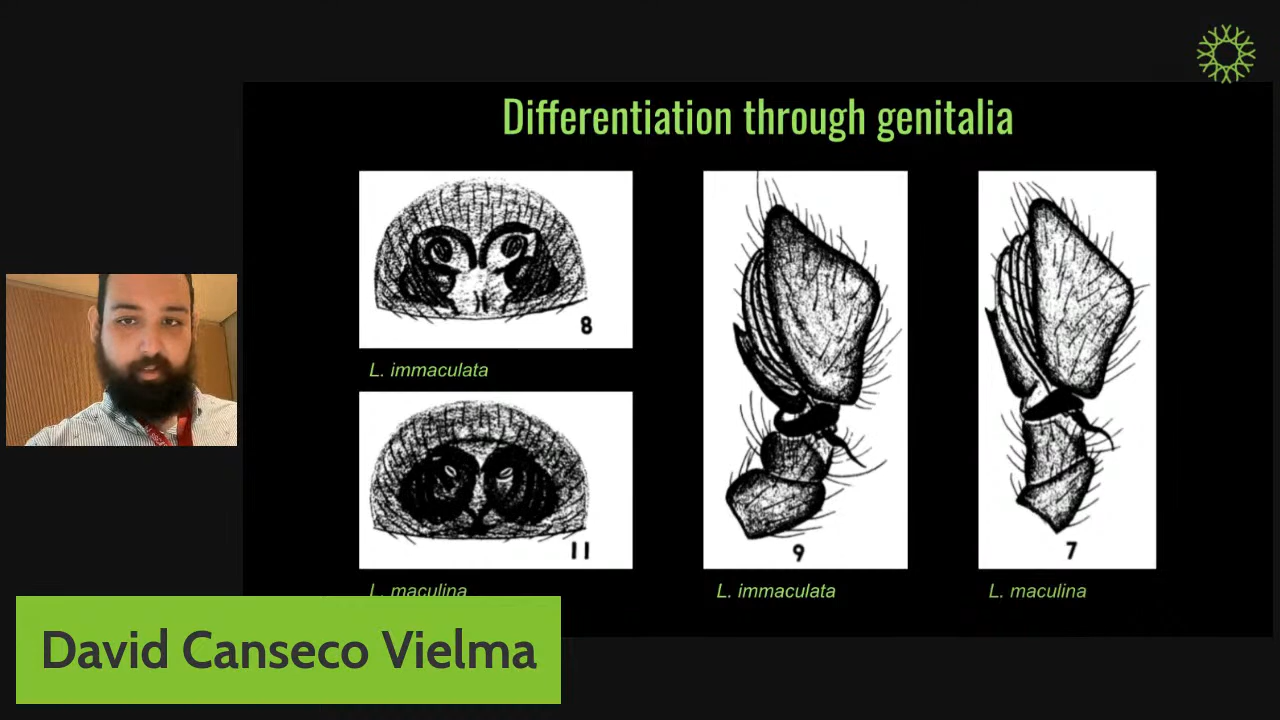 Differentiation through genitalia
8
L. immaculata
11
L. maculina
9
L. immaculata
7
L. maculina
David Canseco Vielma